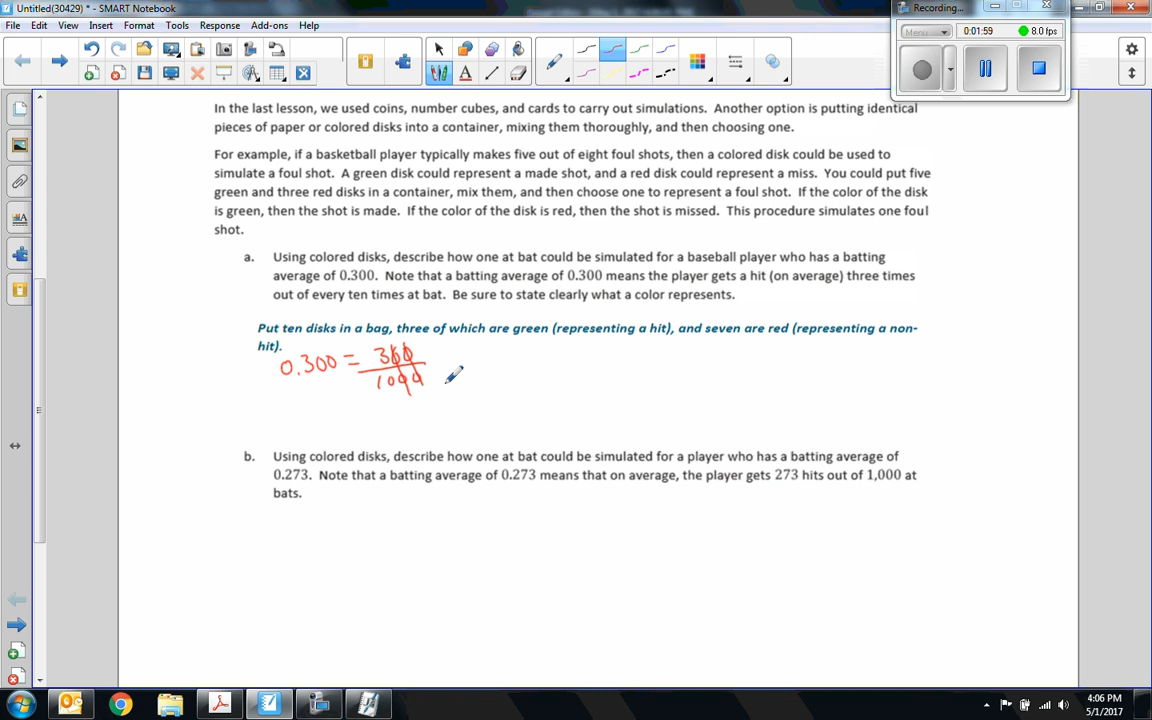 Untitled(30429) * - SMART Notebook
Recording...
File Edit View Insert Format Tools Response Add-ons Help
Menu 0:01:59 8.0 fps
In the last lesson, we used coins, number cubes, and cards to carry out simulations. Another option is putting identical
pieces of paper or colored disks into a container, mixing them thoroughly, and then choosing one.
For example, if a basketball player typically makes five out of eight foul shots, then a colored disk could be used to
simulate a foul shot. A green disk could represent a made shot, and a red disk could represent a miss. You could put five
green and three red disks in a container, mix them, and then choose one to represent a foul shot. If the color of the disk
is green, then the shot is made. If the color of the disk is red, then the shot is missed. This procedure simulates one foul
shot.
a. Using colored disks, describe how one at bat could be simulated for a baseball player who has a batting
average of 0.300. Note that a batting average of 0.300 means the player gets a hit (on average) three times
out of every ten times at bat. Be sure to state clearly what a color represents.
Put ten disks in a bag, three of which are green (representing a hit), and seven are red (representing a non-
hit).
0.300 = 300
1000
b. Using colored disks, describe how one at bat could be simulated for a player who has a batting average of
0.273. Note that a batting average of 0.273 means that on average, the player gets 273 hits out of 1,000 at
bats.
4:06 PM
5/1/2017